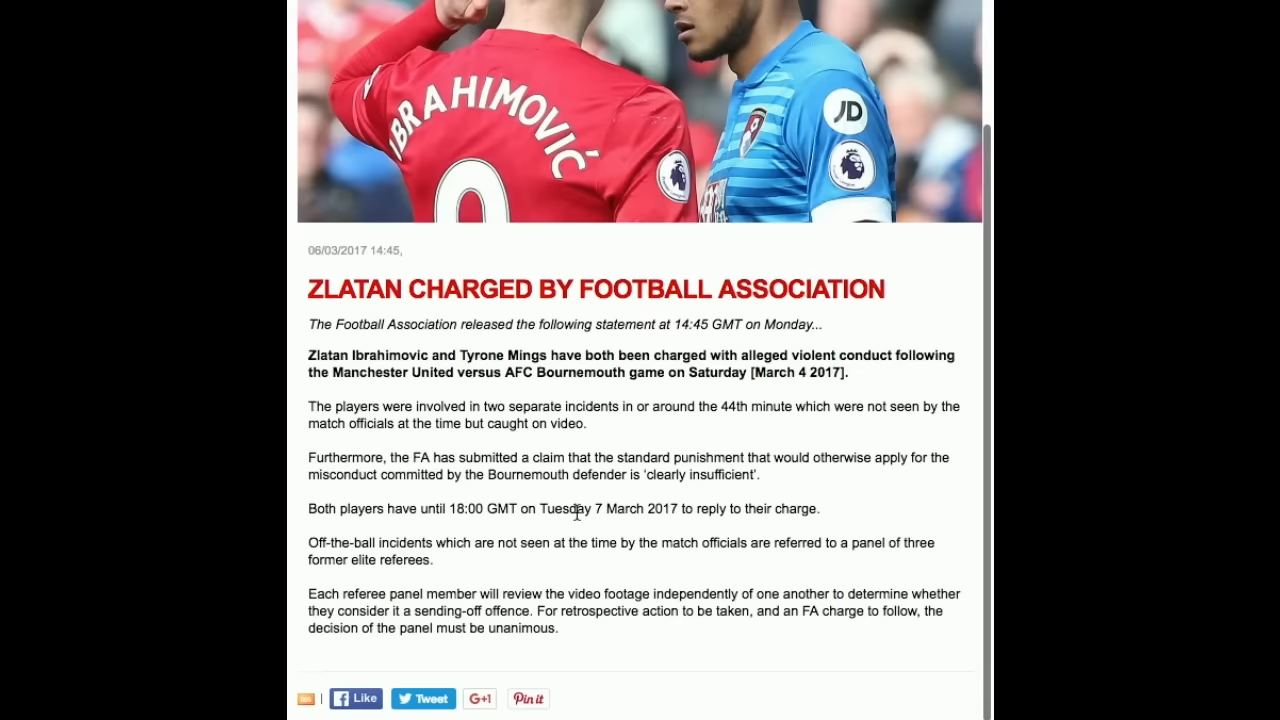 IBRAHIMOVIĆ
9
JD
06/03/2017 14:45,
ZLATAN CHARGED BY FOOTBALL ASSOCIATION
The Football Association released the following statement at 14:45 GMT on Monday...
Zlatan Ibrahimovic and Tyrone Mings have both been charged with alleged violent conduct following
the Manchester United versus AFC Bournemouth game on Saturday [March 4 2017].
The players were involved in two separate incidents in or around the 44th minute which were not seen by the
match officials at the time but caught on video.
Furthermore, the FA has submitted a claim that the standard punishment that would otherwise apply for the
misconduct committed by the Bournemouth defender is ‘clearly insufficient’.
Both players have until 18:00 GMT on Tuesday 7 March 2017 to reply to their charge.
Off-the-ball incidents which are not seen at the time by the match officials are referred to a panel of three
former elite referees.
Each referee panel member will review the video footage independently of one another to determine whether
they consider it a sending-off offence. For retrospective action to be taken, and an FA charge to follow, the
decision of the panel must be unanimous.
| Like Tweet G+1 Pin it